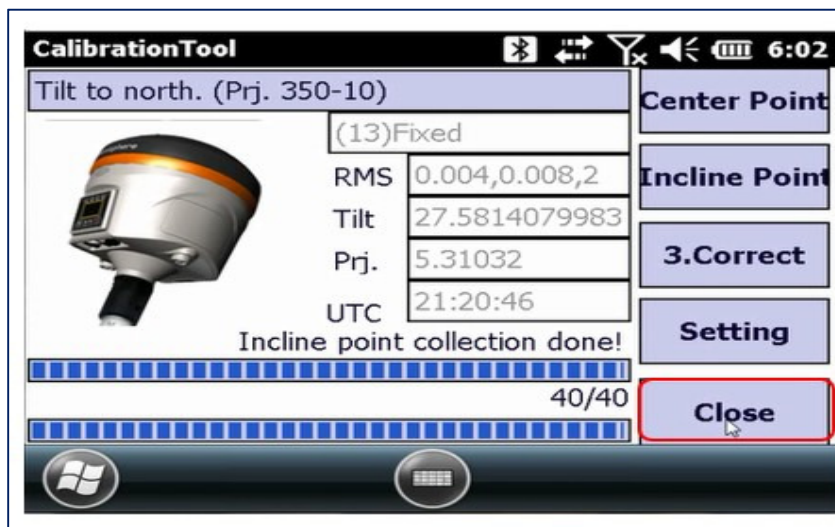 CalibrationTool 6:02
Tilt to north. (Prj. 350-10)
(13)Fixed
RMS 0.004,0.008,2
Tilt 27.5814079983
Prj. 5.31032
UTC 21:20:46
Incline point collection done!
40/40
Center Point
Incline Point
3.Correct
Setting
Close